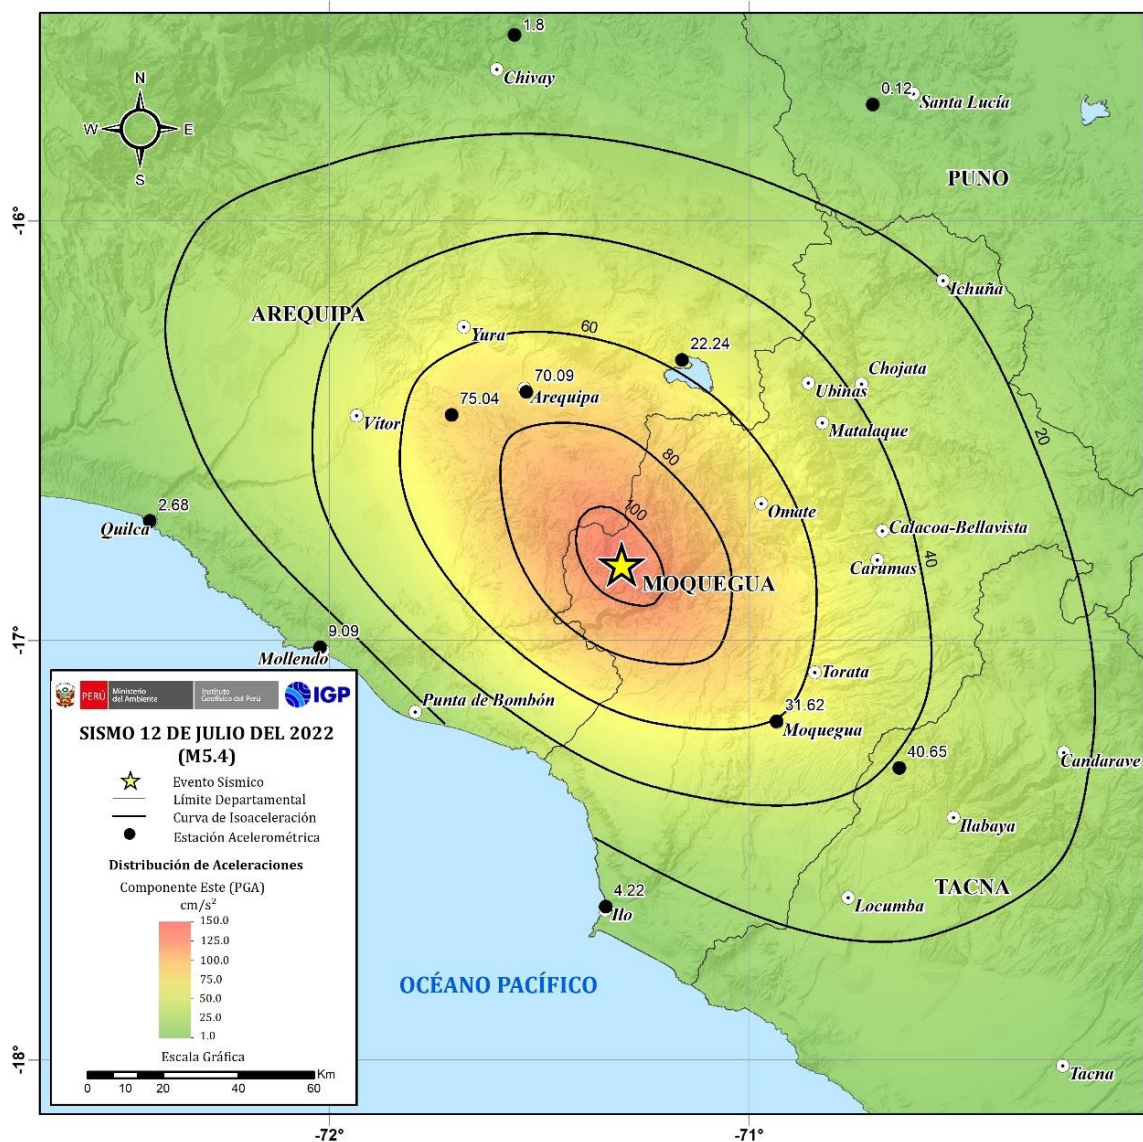 1.8
Chivay
0.12
Santa Lucía
N
W
E
S
PUNO
-16°
Ichuña
AREQUIPA
Yura
60
22.24
70.09
Arequipa
75.04
Chojata
Ubinas
Vítor
Matalaque
20
80
2.68
Quilca
100
Omate
Calacoa-Bellavista
40
Carumas
MOQUEGUA
-17°
9.09
Mollendo
Torata
Punta de Bombón
31.62
Moquegua
40.65
Candarave
Ilabaya
TACNA
4.22
Ilo
Locumba
OCÉANO PACÍFICO
-18°
Tacna
PERÚ
Ministerio
del Ambiente
Instituto
Geofísico del Perú
IGP
SISMO 12 DE JULIO DEL 2022
(M5.4)
Evento Sísmico
Límite Departamental
Curva de Isoaceleración
Estación Acelerométrica
Distribución de Aceleraciones
Componente Este (PGA)
cm/s²
150.0
125.0
100.0
75.0
50.0
25.0
1.0
Escala Gráfica
Km
0 10 20 40 60
-72°
-71°